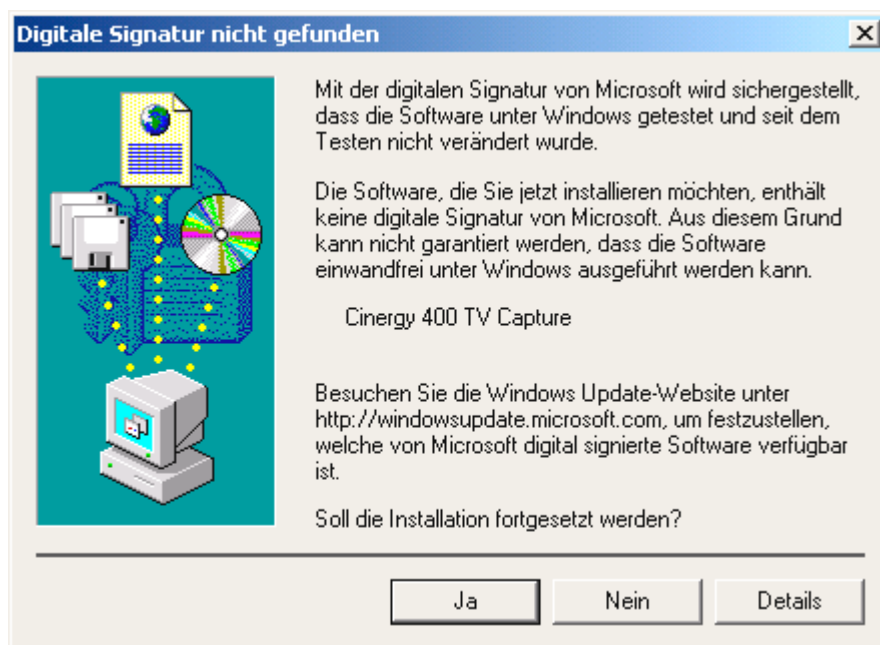 Digitale Signatur nicht gefunden
Mit der digitalen Signatur von Microsoft wird sichergestellt,
dass die Software unter Windows getestet und seit dem
Testen nicht verändert wurde.
Die Software, die Sie jetzt installieren möchten, enthält
keine digitale Signatur von Microsoft. Aus diesem Grund
kann nicht garantiert werden, dass die Software
einwandfrei unter Windows ausgeführt werden kann.
Cinergy 400 TV Capture
Besuchen Sie die Windows Update-Website unter
http://windowsupdate.microsoft.com, um festzustellen,
welche von Microsoft digital signierte Software verfügbar
ist.
Soll die Installation fortgesetzt werden?
Ja
Nein
Details